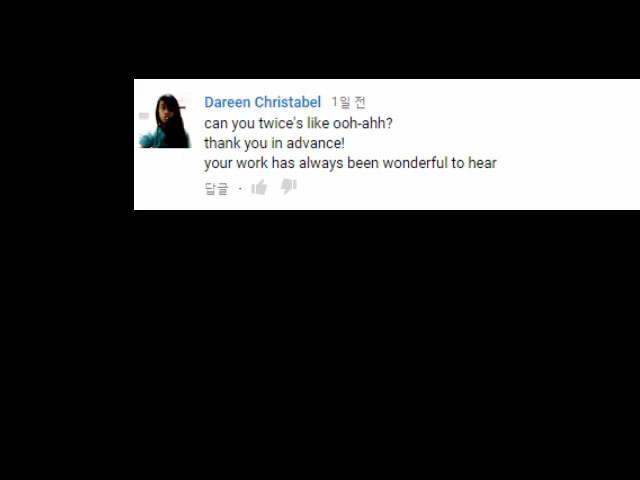 Dareen Christabel 1일 전
can you twice's like ooh-ahh?
thank you in advance!
your work has always been wonderful to hear
답글 ·